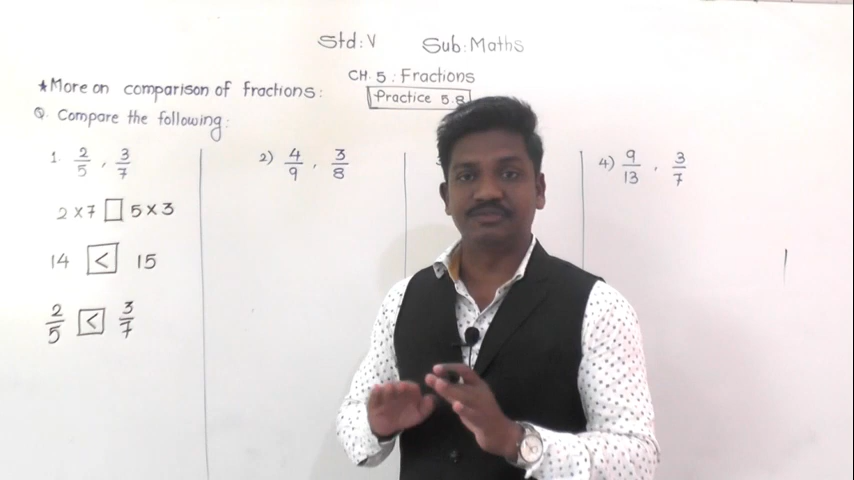 Std: V Sub: Maths
CH. 5 : Fractions
*More on comparison of fractions:
Practice 5.8
Q. Compare the following:
1. 2/5 , 3/7
2 × 7 □ 5 × 3
14 < 15
2/5 < 3/7
2) 4/9 , 3/8
4) 9/13 , 3/7